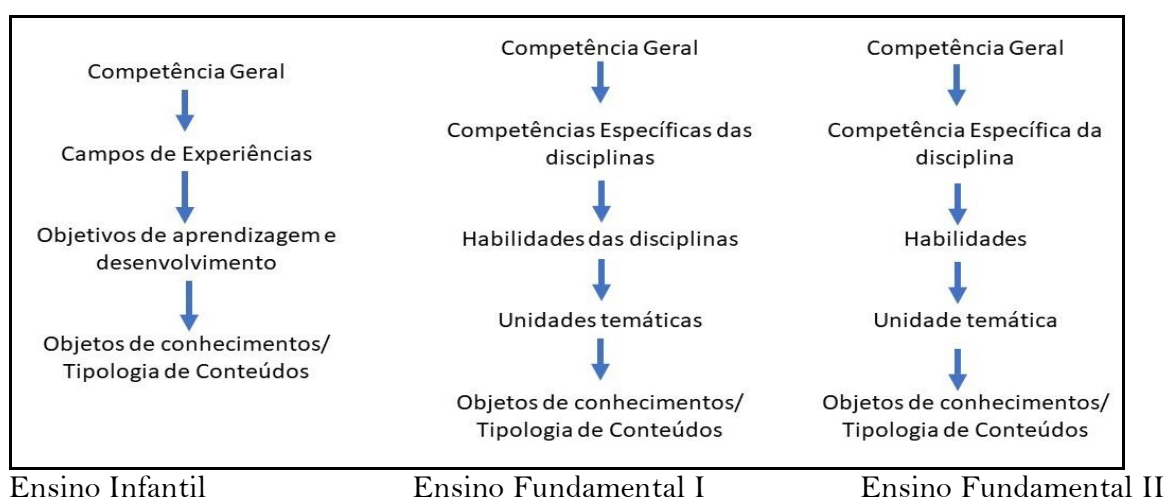 Competência Geral
Campos de Experiências
Objetivos de aprendizagem e
desenvolvimento
Objetos de conhecimentos/
Tipologia de Conteúdos
Competência Geral
Competências Específicas das
disciplinas
Habilidades das disciplinas
Unidades temáticas
Objetos de conhecimentos/
Tipologia de Conteúdos
Competência Geral
Competência Específica da
disciplina
Habilidades
Unidade temática
Objetos de conhecimentos/
Tipologia de Conteúdos
Ensino Infantil
Ensino Fundamental I
Ensino Fundamental II